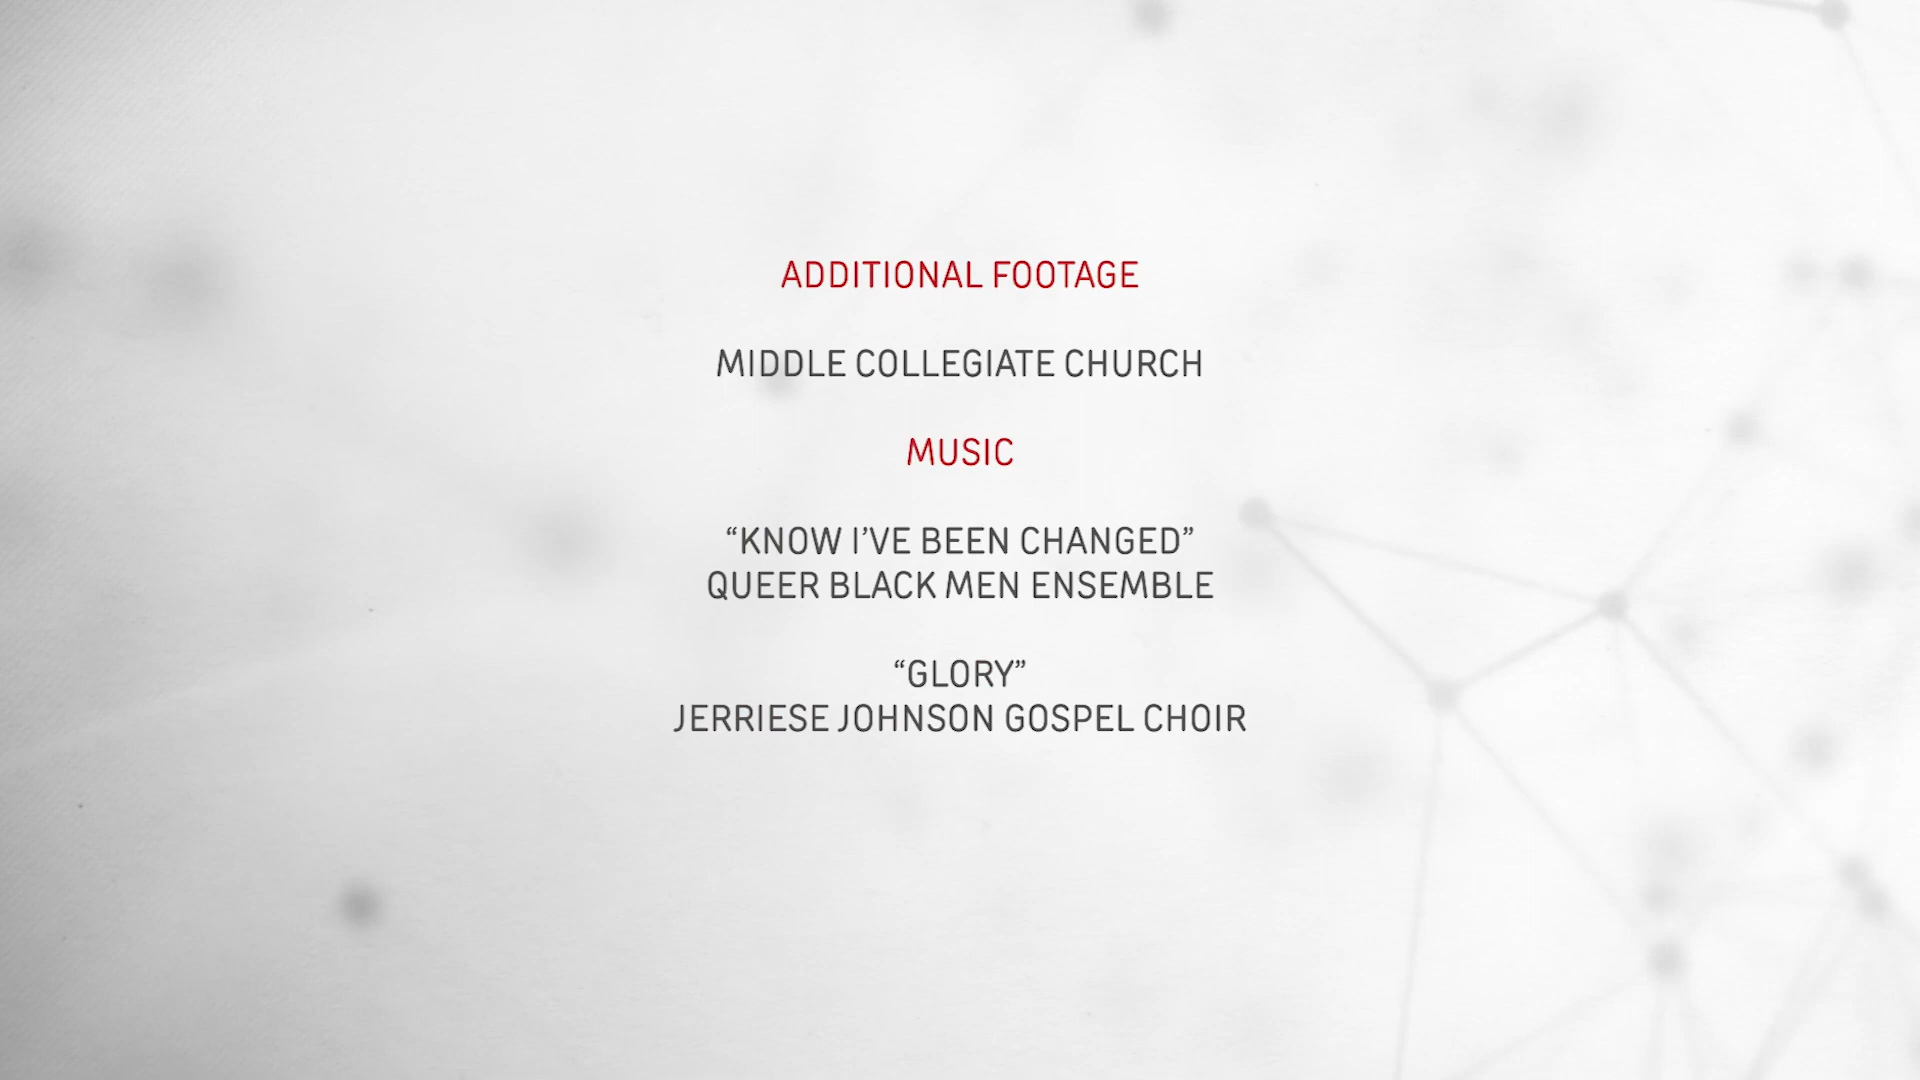 ADDITIONAL FOOTAGE
MIDDLE COLLEGIATE CHURCH
MUSIC
“KNOW I’VE BEEN CHANGED”
QUEER BLACK MEN ENSEMBLE
“GLORY”
JERRIESE JOHNSON GOSPEL CHOIR